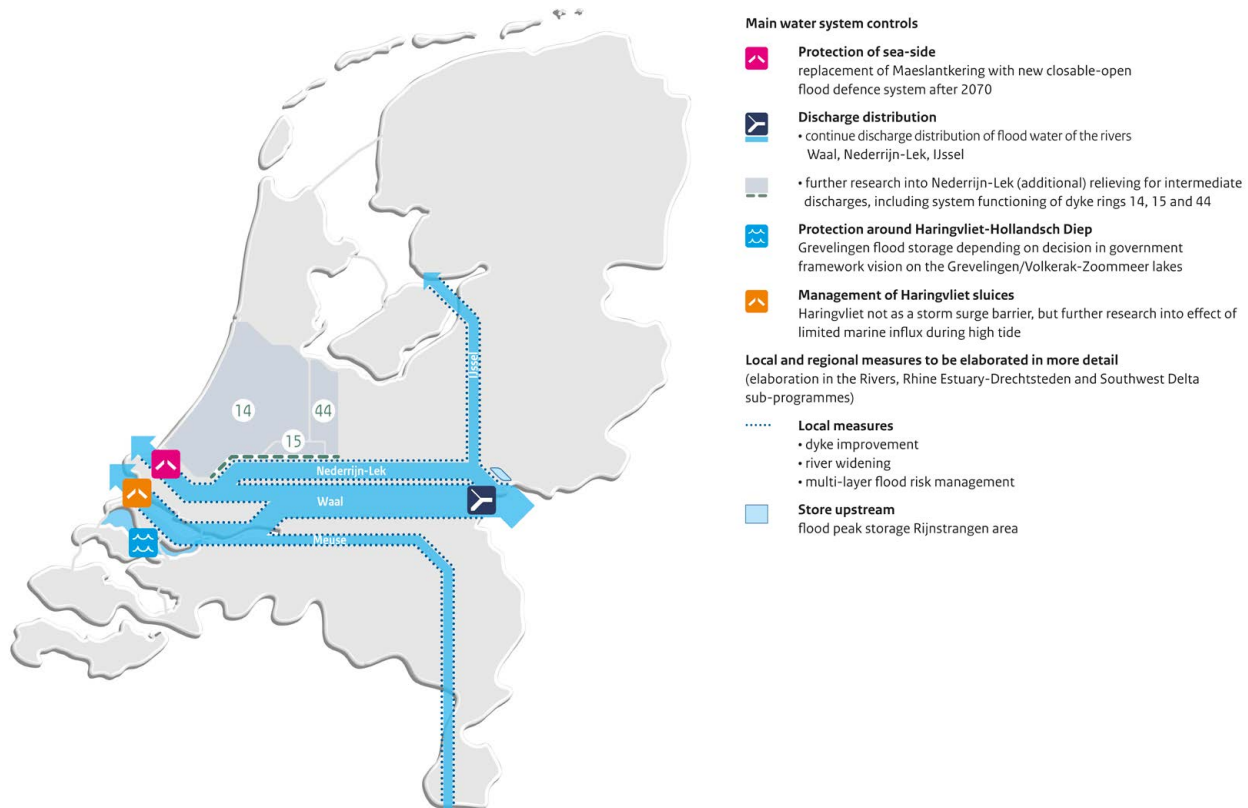 Main water system controls
Protection of sea-side
replacement of Maeslantkering with new closable-open
flood defence system after 2070
Discharge distribution
• continue discharge distribution of flood water of the rivers
Waal, Nederrijn-Lek, IJssel
• further research into Nederrijn-Lek (additional) relieving for intermediate
discharges, including system functioning of dyke rings 14, 15 and 44
Protection around Haringvliet-Hollandsch Diep
Grevelingen flood storage depending on decision in government
framework vision on the Grevelingen/Volkerak-Zoommeer lakes
Management of Haringvliet sluices
Haringvliet not as a storm surge barrier, but further research into effect of
limited marine influx during high tide
Local and regional measures to be elaborated in more detail
(elaboration in the Rivers, Rhine Estuary-Drechtsteden and Southwest Delta
sub-programmes)
Local measures
• dyke improvement
• river widening
• multi-layer flood risk management
Store upstream
flood peak storage Rijnstrangen area
IJssel
14
44
15
Nederrijn-Lek
Waal
Meuse